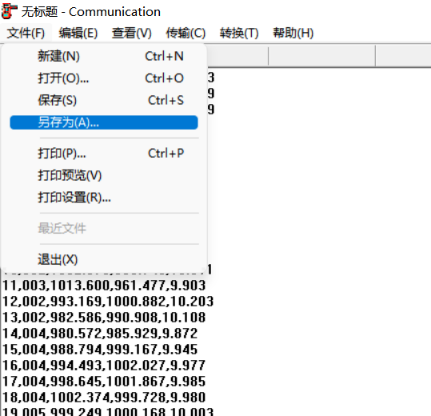 无标题 - Communication
文件(F) 编辑(E) 查看(V) 传输(C) 转换(T) 帮助(H)
新建(N) Ctrl+N
打开(O)... Ctrl+O
保存(S) Ctrl+S
另存为(A)...
打印(P)... Ctrl+P
打印预览(V)
打印设置(R)...
最近文件
退出(X)
3
9
9
11,003,1013.600,961.477,9.903
12,002,993.169,1000.882,10.203
13,002,982.586,990.908,10.108
14,004,980.572,985.929,9.872
15,004,988.794,999.167,9.945
16,004,994.493,1002.027,9.977
17,004,998.645,1001.867,9.985
18,004,1002.374,999.728,9.980
19,005,999.249,1000.168,10.003